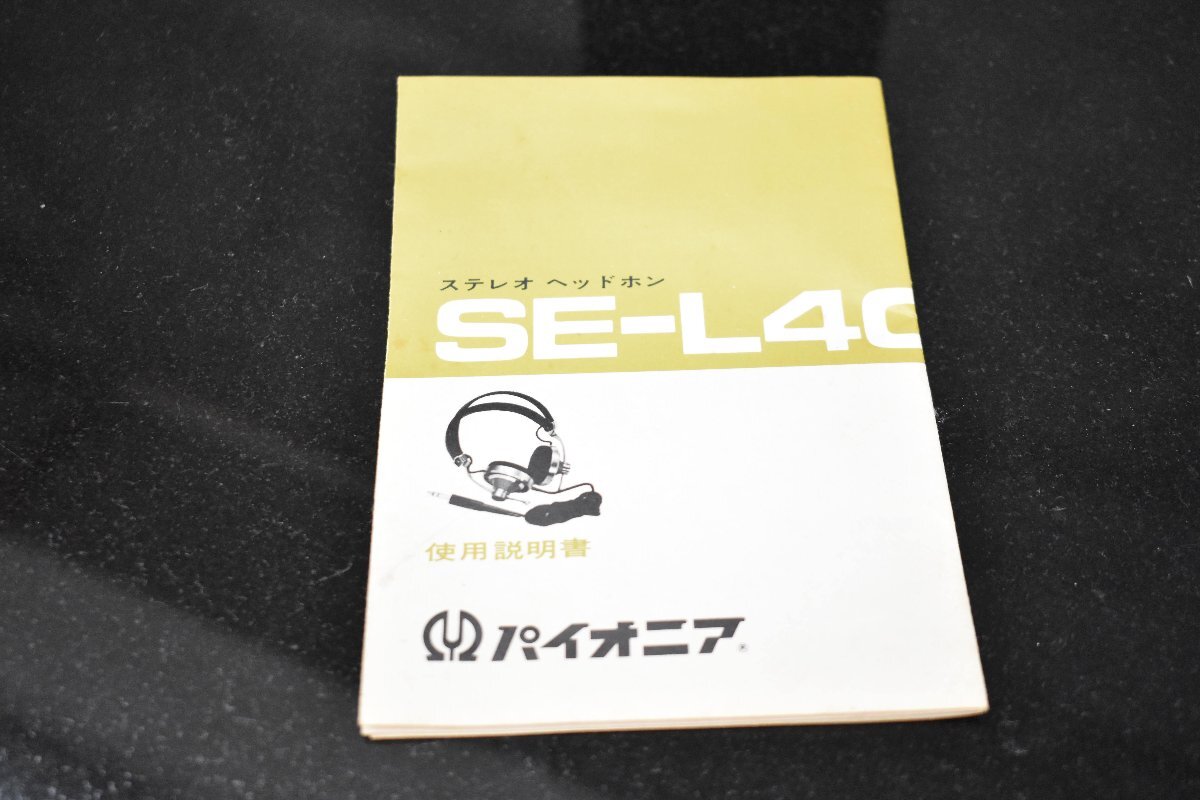 ステレオ ヘッドホン
SE-L40
使用説明書
パイオニア®